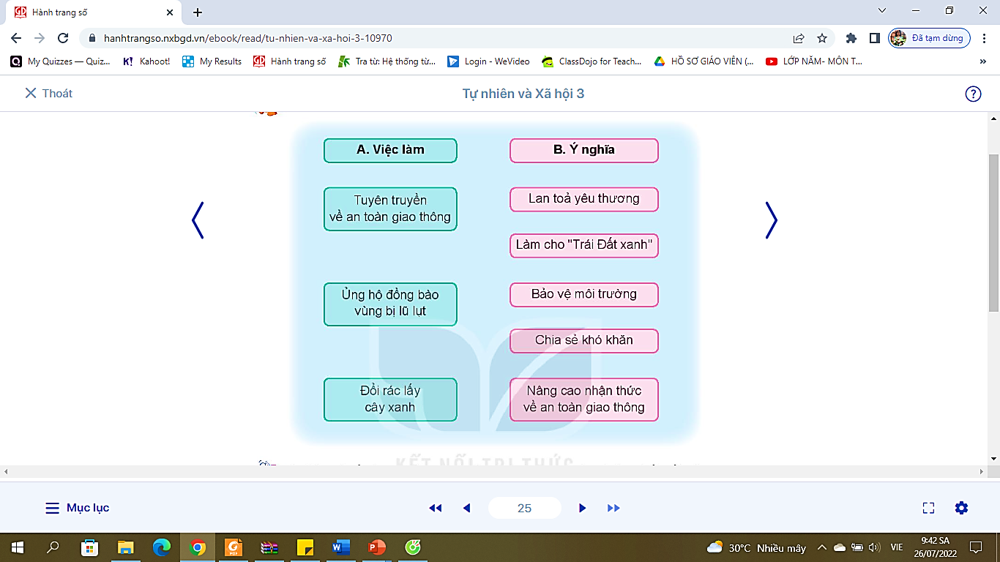 Hành trang số
hanhtrangso.nxbgd.vn/ebook/read/tu-nhien-va-xa-hoi-3-10970
Đã tạm dừng
My Quizzes — Quiz...
Kahoot!
My Results
Hành trang số
Tra từ: Hệ thống từ...
Login - WeVideo
ClassDojo for Teach...
HỒ SƠ GIÁO VIÊN (...
LỚP NĂM- MÔN T...
Thoát
Tự nhiên và Xã hội 3
A. Việc làm
B. Ý nghĩa
Tuyên truyền
về an toàn giao thông
Lan toả yêu thương
Làm cho "Trái Đất xanh"
Ủng hộ đồng bào
vùng bị lũ lụt
Bảo vệ môi trường
Chia sẻ khó khăn
Đổi rác lấy
cây xanh
Nâng cao nhận thức
về an toàn giao thông
KẾT NỐI TRI THỨC
Mục lục
25
30°C Nhiều mây
VIE
9:42 SA
26/07/2022